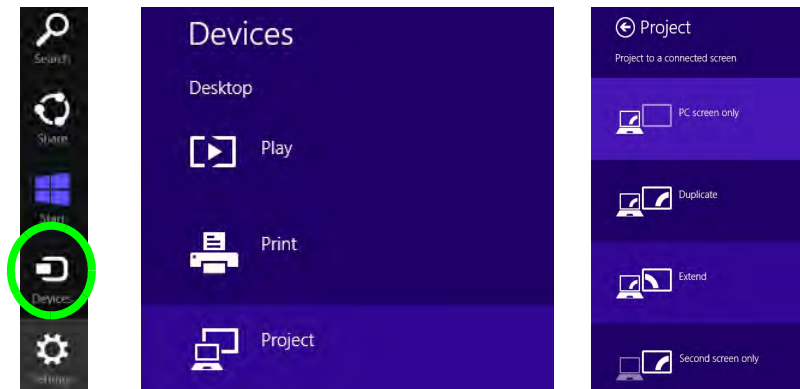 Search
Share
Start
Devices
Settings
Devices
Desktop
Play
Print
Project
Project
Project to a connected screen
PC screen only
Duplicate
Extend
Second screen only